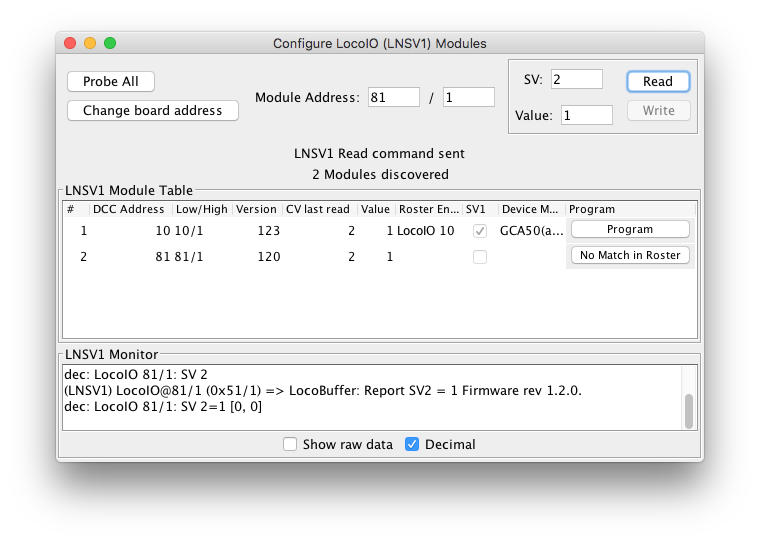 Configure LocoIO (LNSV1) Modules
Probe All
Change board address
Module Address: 81 / 1
SV: 2
Read
Value: 1
Write
LNSV1 Read command sent
2 Modules discovered
LNSV1 Module Table
# DCC Address Low/High Version CV last read Value Roster En... SV1 Device M... Program
1 10 10/1 123 2 1 LocoIO 10 GCA50(a... Program
2 81 81/1 120 2 1 No Match in Roster
LNSV1 Monitor
dec: LocoIO 81/1: SV 2
(LNSV1) LocoIO@81/1 (0x51/1) => LocoBuffer: Report SV2 = 1 Firmware rev 1.2.0.
dec: LocoIO 81/1: SV 2=1 [0, 0]
Show raw data Decimal